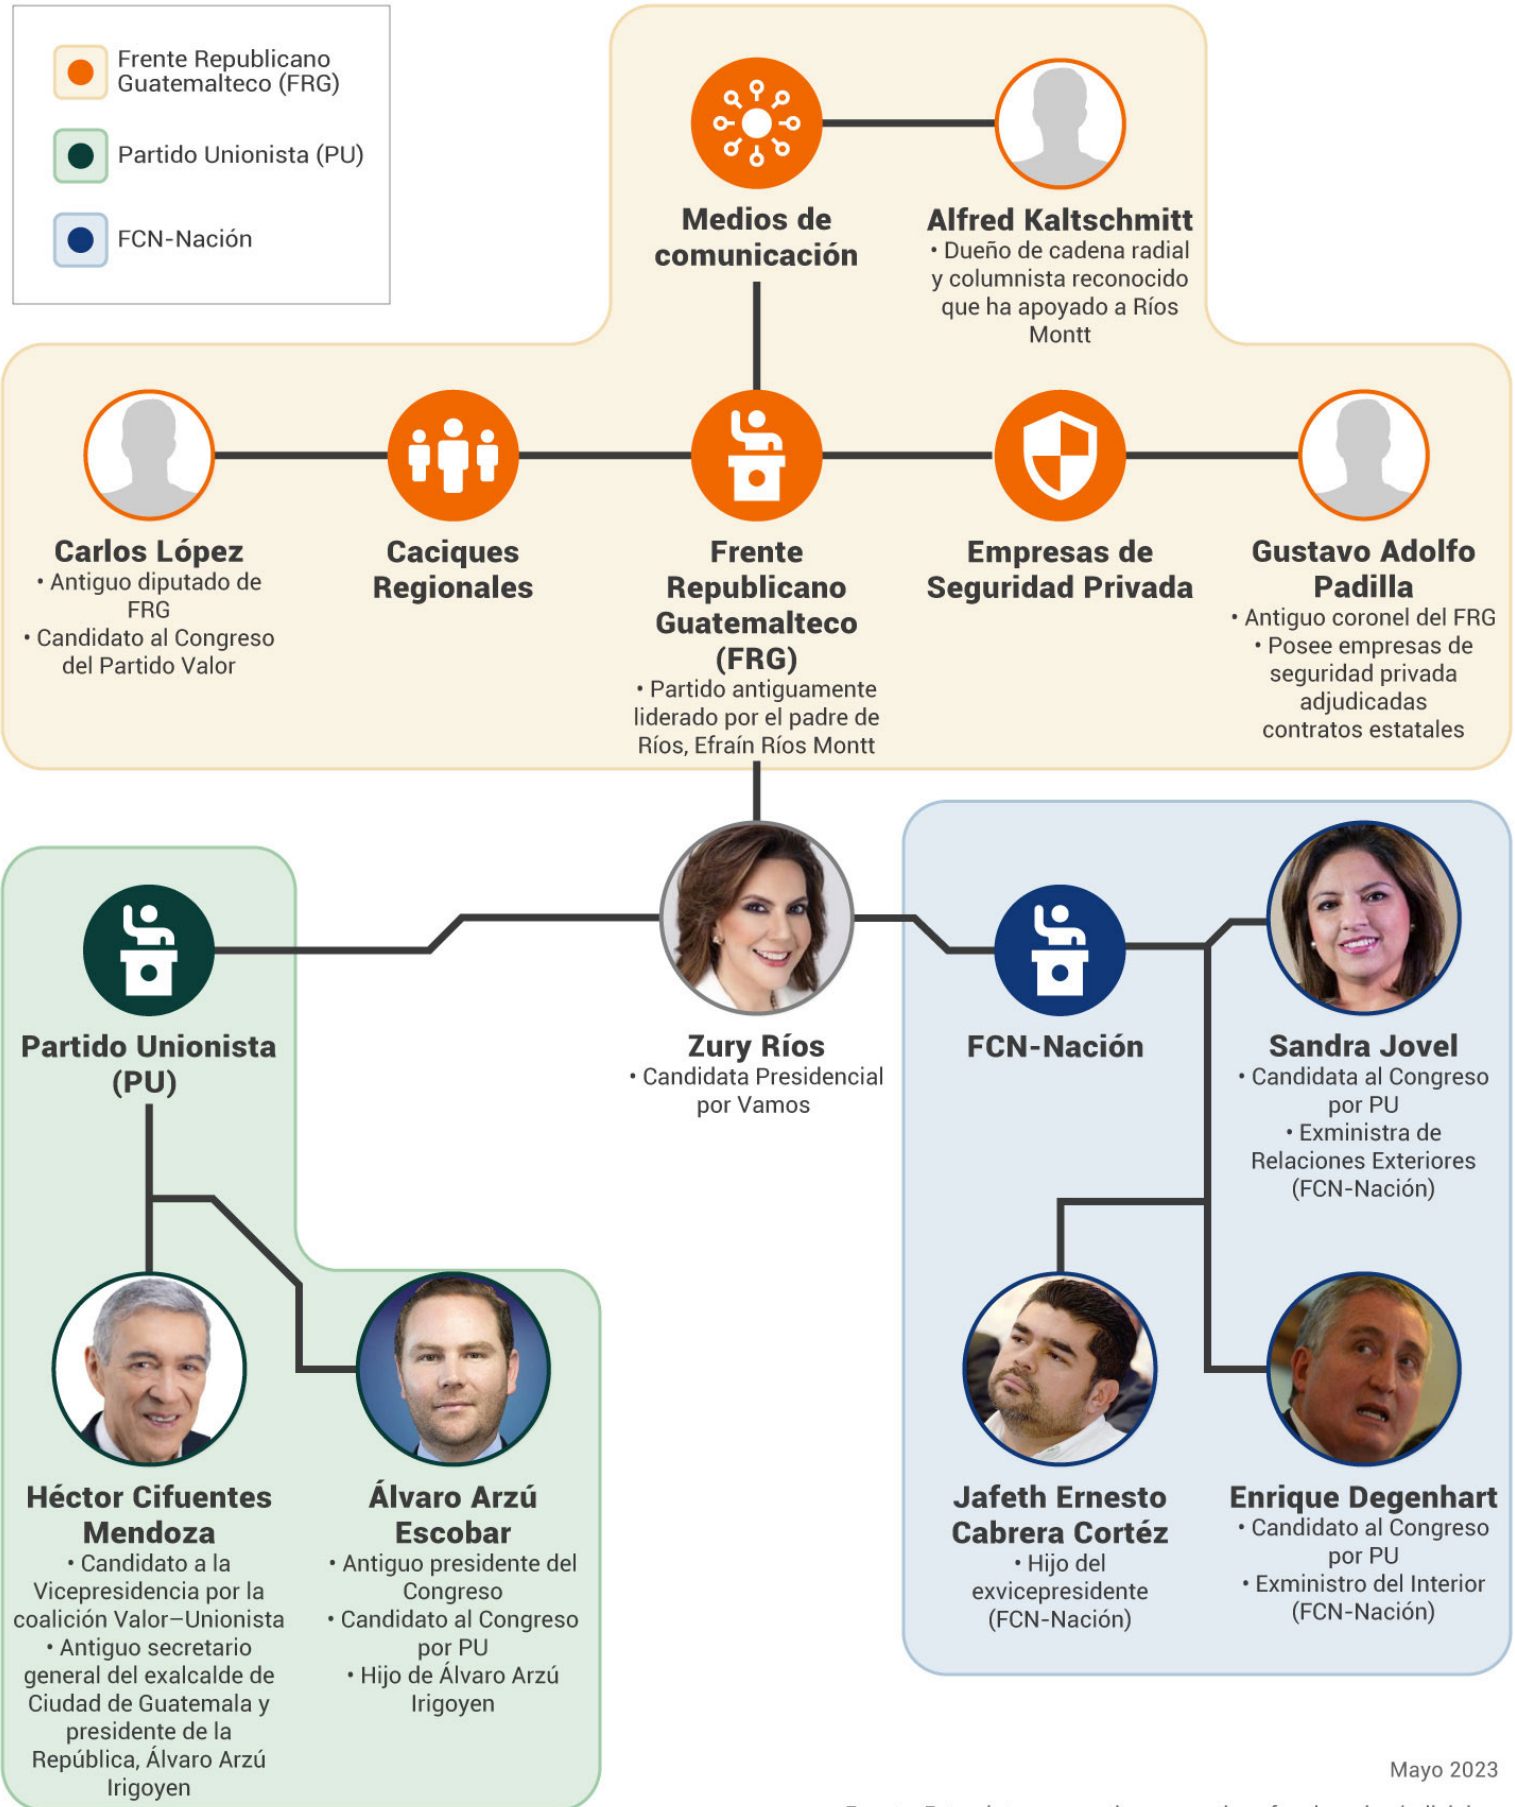 Frente Republicano
Guatemalteco (FRG)
Partido Unionista (PU)
FCN-Nación
Medios de
comunicación
Alfred Kaltschmitt
• Dueño de cadena radial
y columnista reconocido
que ha apoyado a Ríos
Montt
Carlos López
• Antiguo diputado de
FRG
• Candidato al Congreso
del Partido Valor
Caciques
Regionales
Frente
Republicano
Guatemalteco
(FRG)
• Partido antiguamente
liderado por el padre de
Ríos, Efraín Ríos Montt
Empresas de
Seguridad Privada
Gustavo Adolfo
Padilla
• Antiguo coronel del FRG
• Posee empresas de
seguridad privada
adjudicadas
contratos estatales
Partido Unionista
(PU)
Zury Ríos
• Candidata Presidencial
por Vamos
FCN-Nación
Sandra Jovel
• Candidata al Congreso
por PU
• Exministra de
Relaciones Exteriores
(FCN-Nación)
Héctor Cifuentes
Mendoza
• Candidato a la
Vicepresidencia por la
coalición Valor–Unionista
• Antiguo secretario
general del exalcalde de
Ciudad de Guatemala y
presidente de la
República, Álvaro Arzú
Irigoyen
Álvaro Arzú
Escobar
• Antiguo presidente del
Congreso
• Candidato al Congreso
por PU
• Hijo de Álvaro Arzú
Irigoyen
Jafeth Ernesto
Cabrera Cortéz
• Hijo del
exvicepresidente
(FCN-Nación)
Enrique Degenhart
• Candidato al Congreso
por PU
• Exministro del Interior
(FCN-Nación)
Mayo 2023